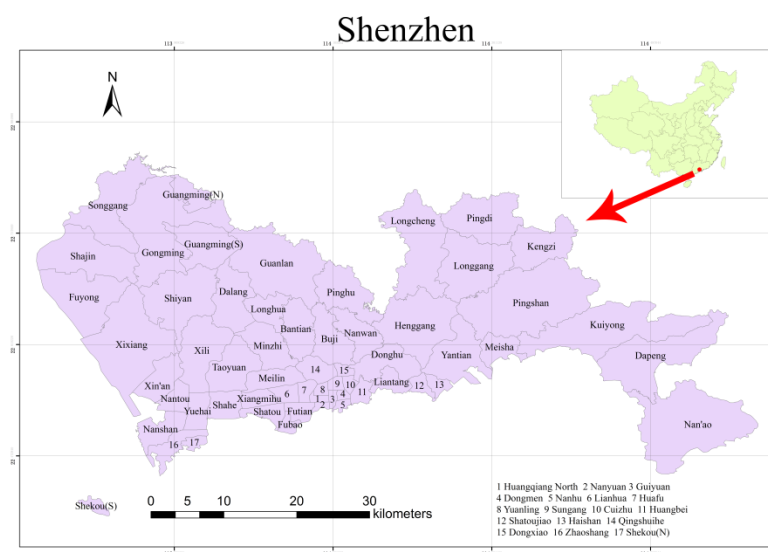 Shenzhen
113
114
114
114
N
Guangming(N)
Songgang
Longcheng
Pingdi
Kengzi
Guangming(S)
Gongming
Shajin
Guanlan
Longgang
Fuyong
Shiyan
Dalang
Pinghu
Pingshan
Longhua
Bantian
Buji
Nanwan
Henggang
Kuiyong
Xixiang
Xili
Minzhi
Donghu
Yantian
Meisha
Dapeng
Taoyuan
14
15
Meilin
Liantang
12
13
Xin'an
Nantou
Yuehai
Shahe
Xiangmihu
6
7
8
9
10
11
1
3
4
2
5
Shatou
Futian
Fubao
Nanshan
16
17
Nan'ao
Shekou(S)
0 5 10 20 30
kilometers
1 Huangqiang North 2 Nanyuan 3 Guiyuan
4 Dongmen 5 Nanhu 6 Lianhua 7 Huafu
8 Yuanling 9 Sungang 10 Cuizhu 11 Huangbei
12 Shatoujiao 13 Haishan 14 Qingshuihe
15 Dongxiao 16 Zhaoshang 17 Shekou(N)